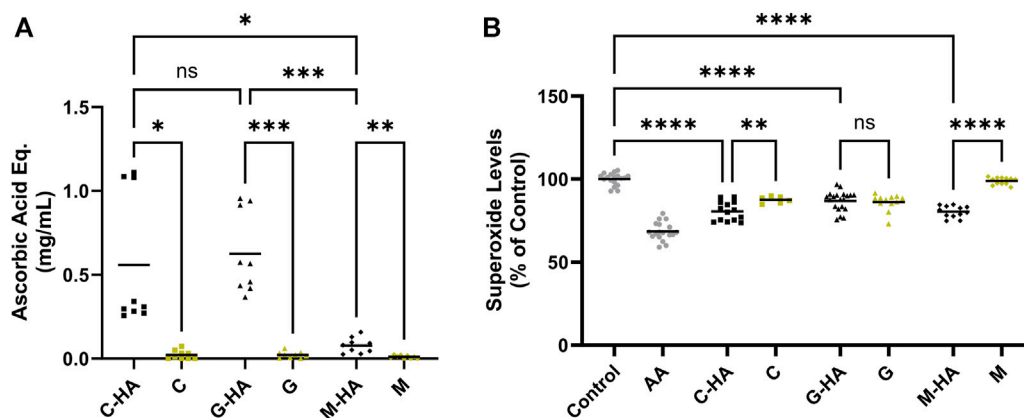 A
*
ns
***
*
***
**
Ascorbic Acid Eq.
(mg/mL)
1.5
1.0
0.5
0.0
C-HA
C
G-HA
G
M-HA
M
B
****
****
****
**
ns
****
Superoxide Levels
(% of Control)
150
100
50
0
Control
AA
C-HA
C
G-HA
G
M-HA
M